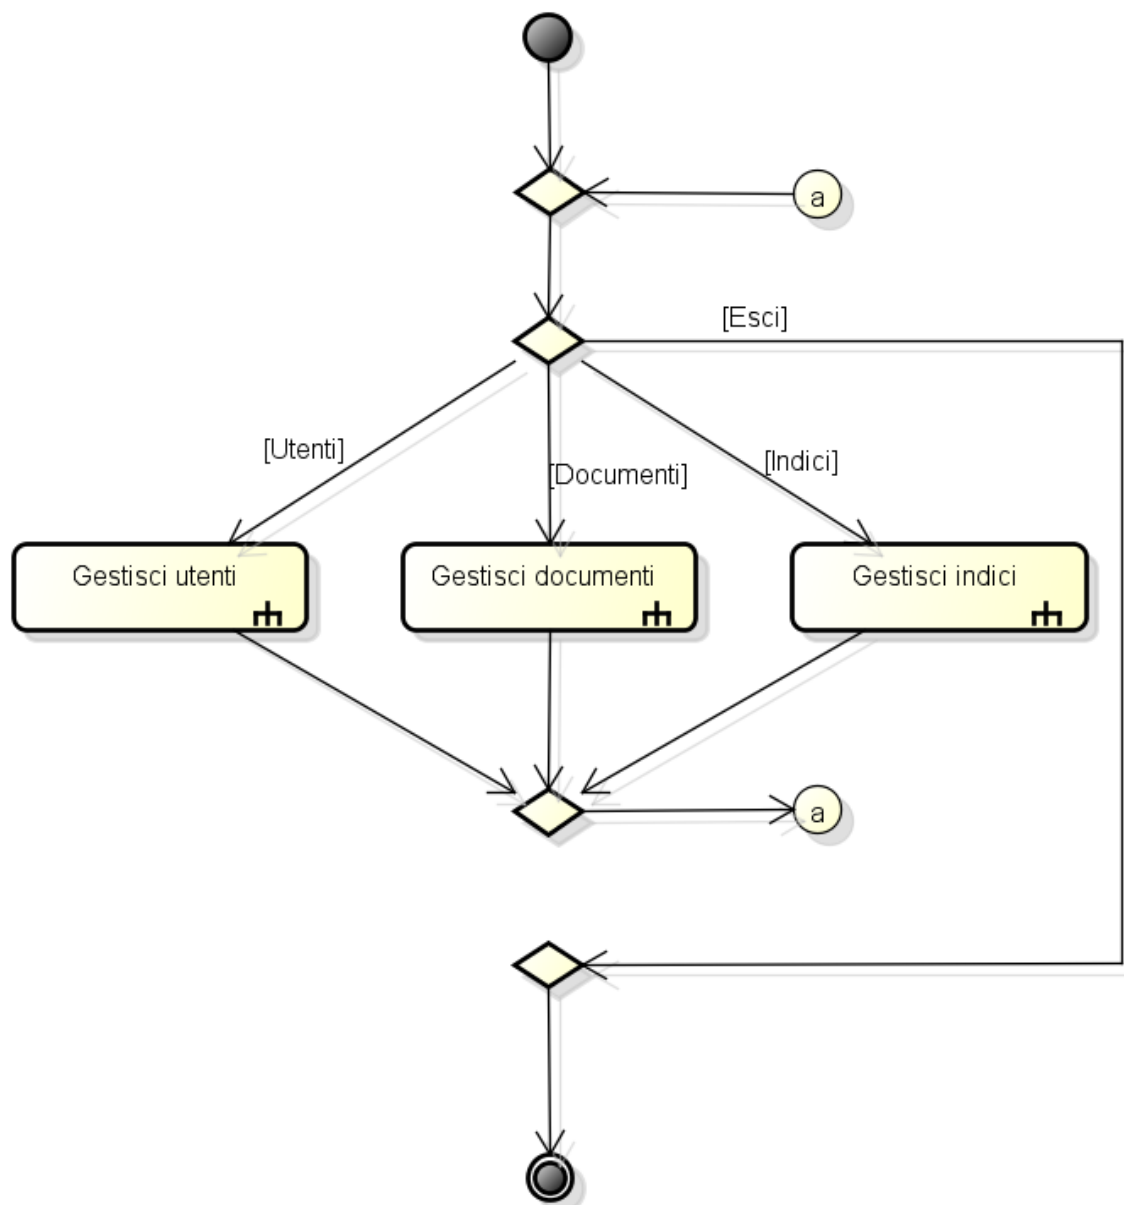 a
[Esci]
[Utenti]
[Documenti]
[Indici]
Gestisci utenti
Gestisci documenti
Gestisci indici
a